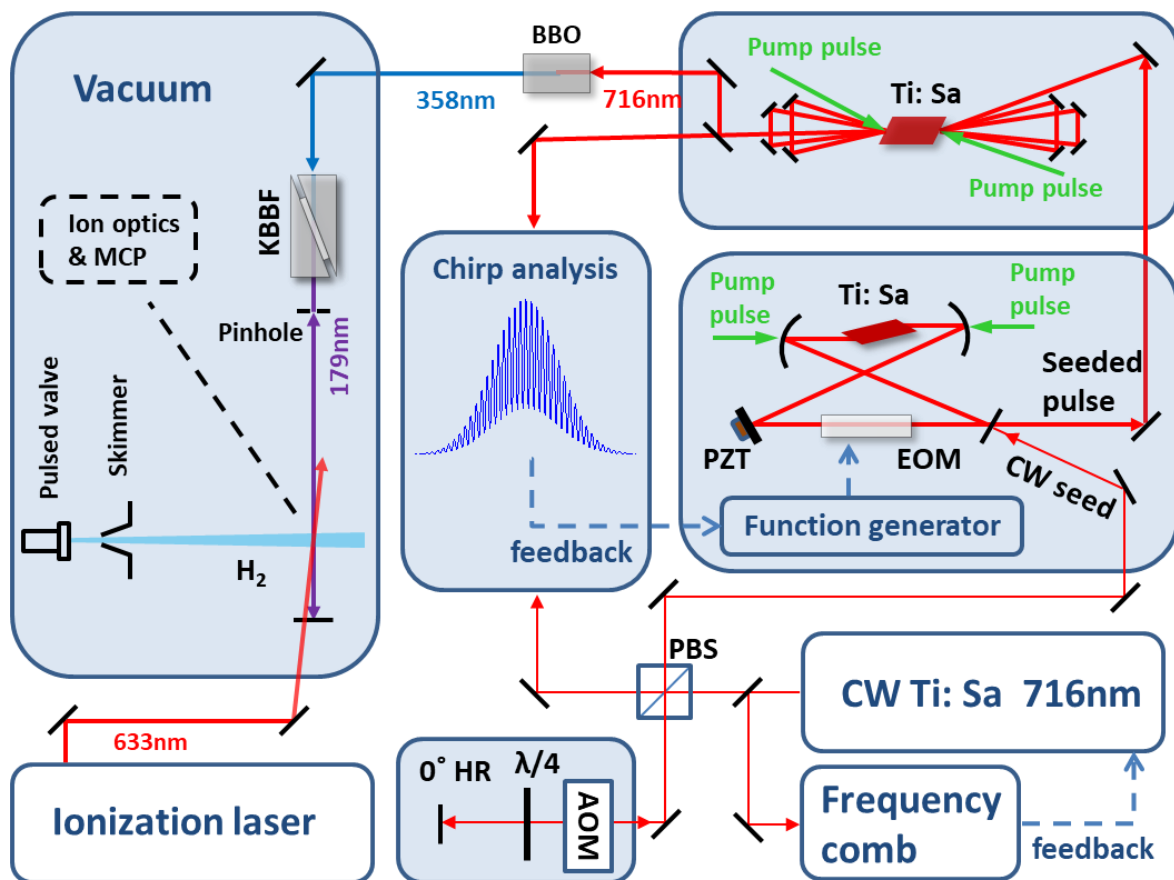 Vacuum
Ion optics
& MCP
KBBF
Pinhole
179nm
Pulsed valve
Skimmer
H₂
633nm
Ionization laser
BBO
358nm
716nm
Pump pulse
Ti: Sa
Pump pulse
Chirp analysis
feedback
Pump
pulse
Ti: Sa
Pump
pulse
Seeded
pulse
PZT
EOM
CW seed
Function generator
PBS
CW Ti: Sa 716nm
0° HR
λ/4
AOM
Frequency
comb
feedback